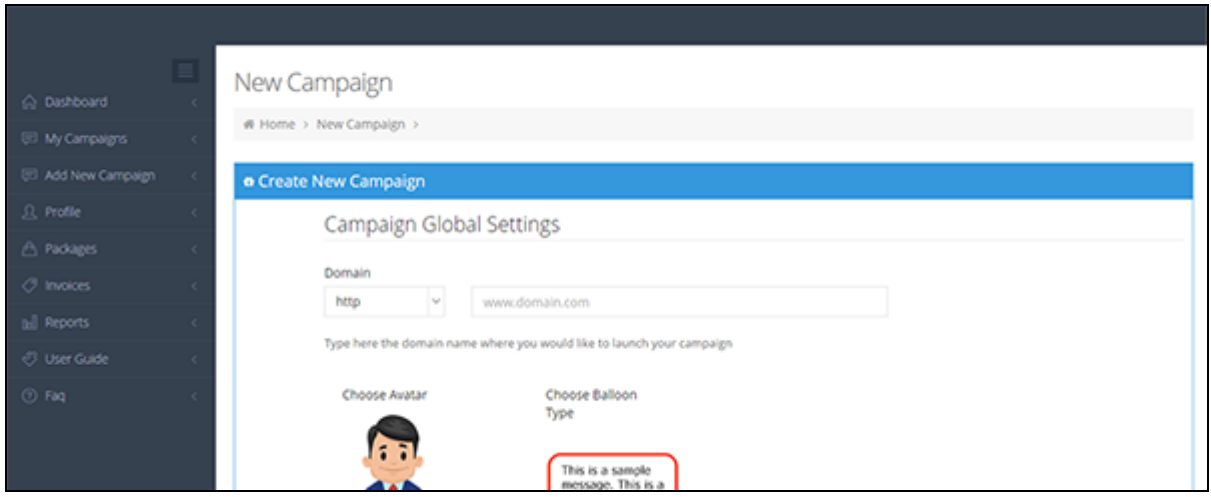 New Campaign
Home > New Campaign >
Dashboard
My Campaigns
Add New Campaign
Profile
Packages
Invoices
Reports
User Guide
Faq
Create New Campaign
Campaign Global Settings
Domain
http www.domain.com
Type here the domain name where you would like to launch your campaign
Choose Avatar
Choose Balloon
Type
This is a sample
message. This is a